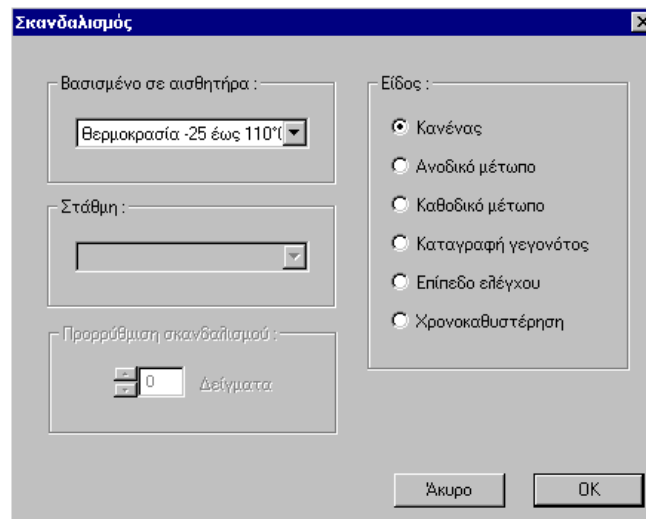 Σκανδαλισμός
Βασισμένο σε αισθητήρα :
Θερμοκρασία -25 έως 110°(
Στάθμη :
Προρρύθμιση σκανδαλισμού :
0 Δείγματα
Είδος :
Κανένας
Ανοδικό μέτωπο
Καθοδικό μέτωπο
Καταγραφή γεγονότος
Επίπεδο ελέγχου
Χρονοκαθυστέρηση
Άκυρο
OK